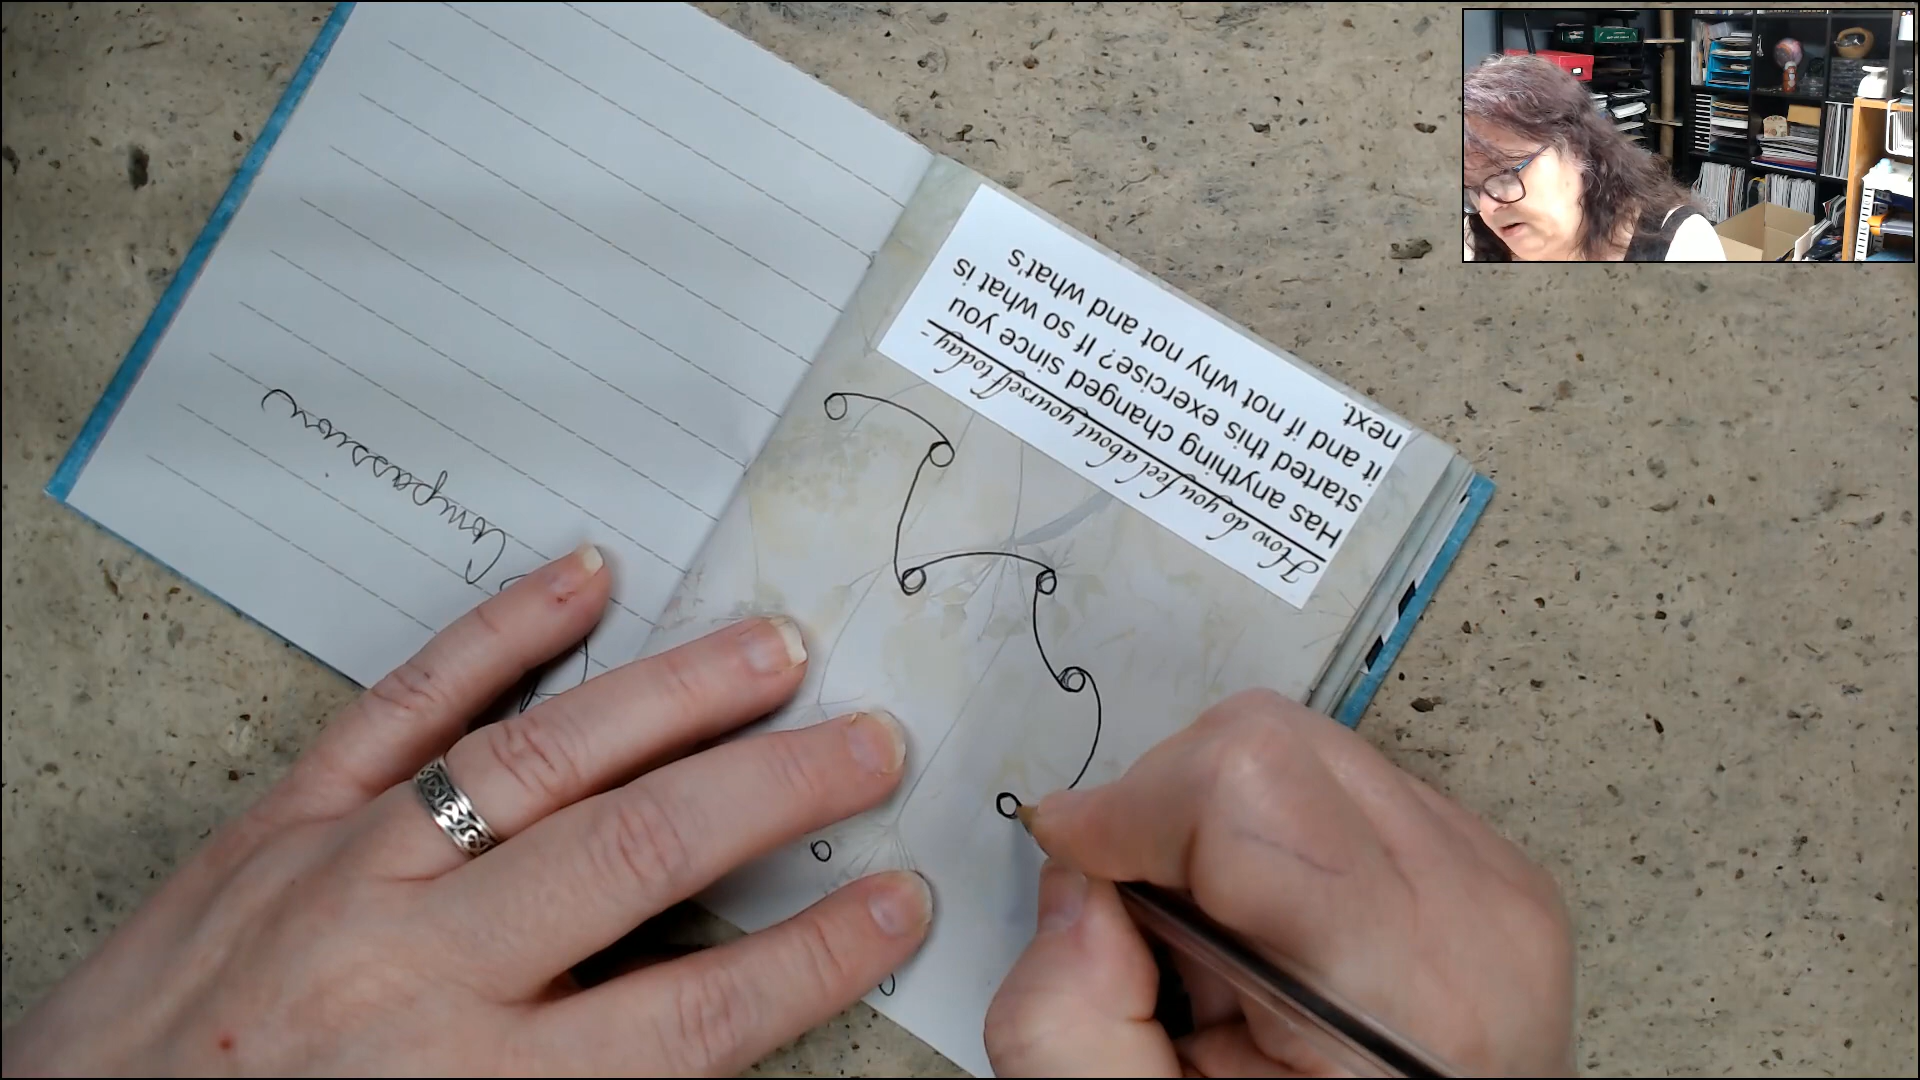 How do you feel about yourself today -
Has anything changed since you
started this exercise? If so what is
it and if not why not and what's
next.
Compassion